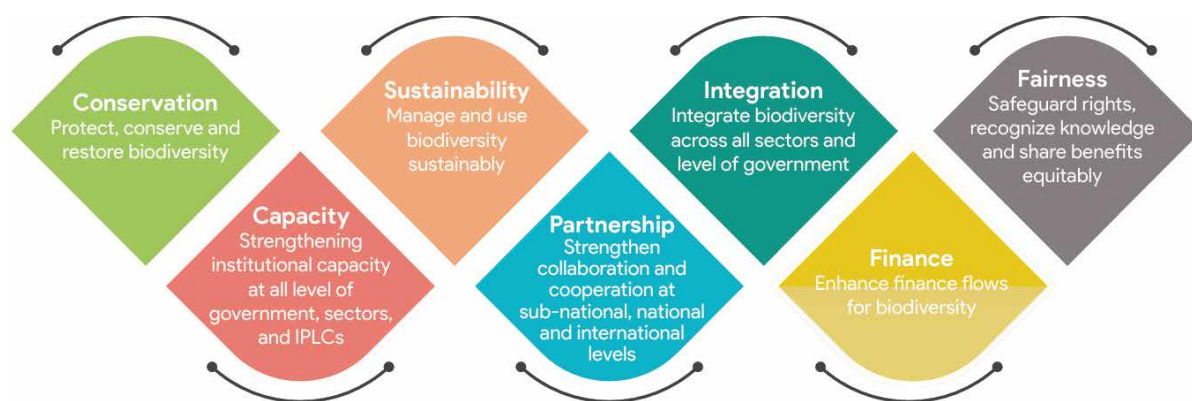 Conservation
Protect, conserve and
restore biodiversity
Capacity
Strengthening
institutional capacity
at all level of
government, sectors,
and IPLCs
Sustainability
Manage and use
biodiversity
sustainably
Partnership
Strengthen
collaboration and
cooperation at
sub-national, national
and international
levels
Integration
Integrate biodiversity
across all sectors and
level of government
Finance
Enhance finance flows
for biodiversity
Fairness
Safeguard rights,
recognize knowledge
and share benefits
equitably